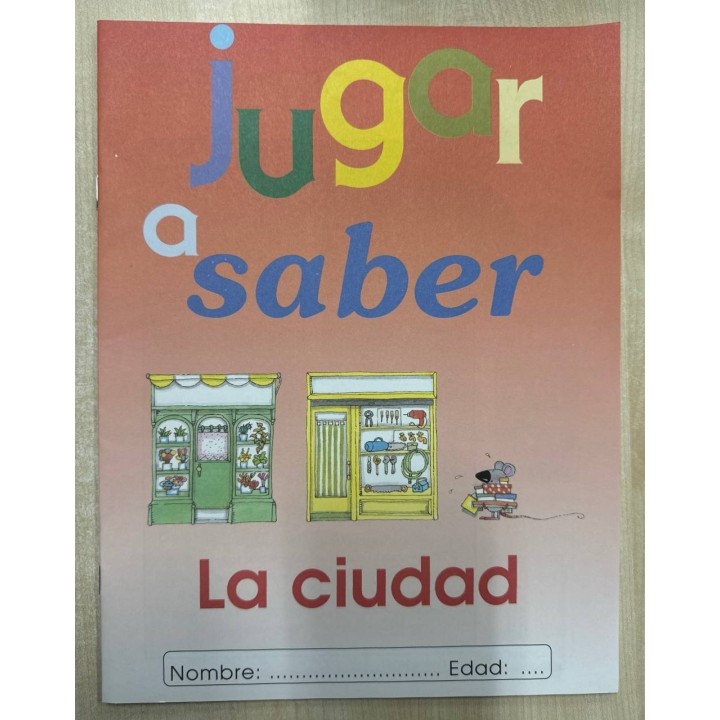 jugar
a saber
La ciudad
Nombre: ............................. Edad: ....